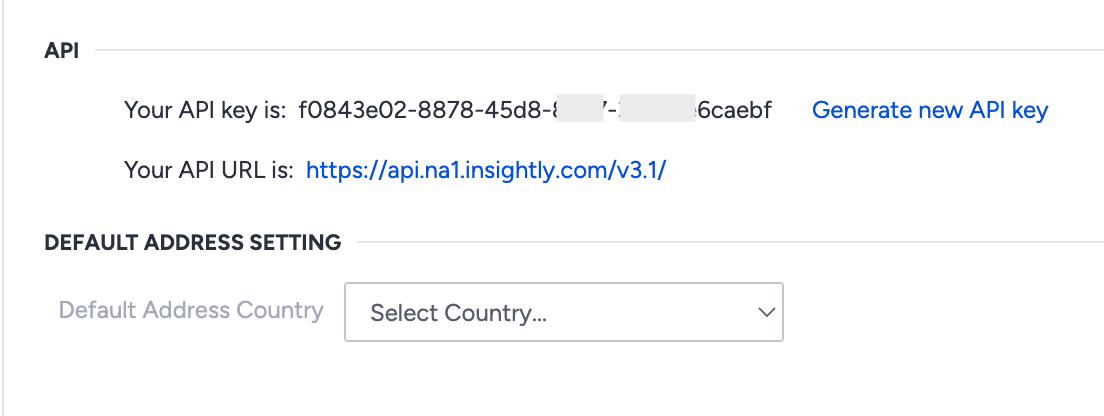 API
Your API key is: f0843e02-8878-45d8- 6caebf Generate new API key
Your API URL is: https://api.na1.insightly.com/v3.1/
DEFAULT ADDRESS SETTING
Default Address Country Select Country...